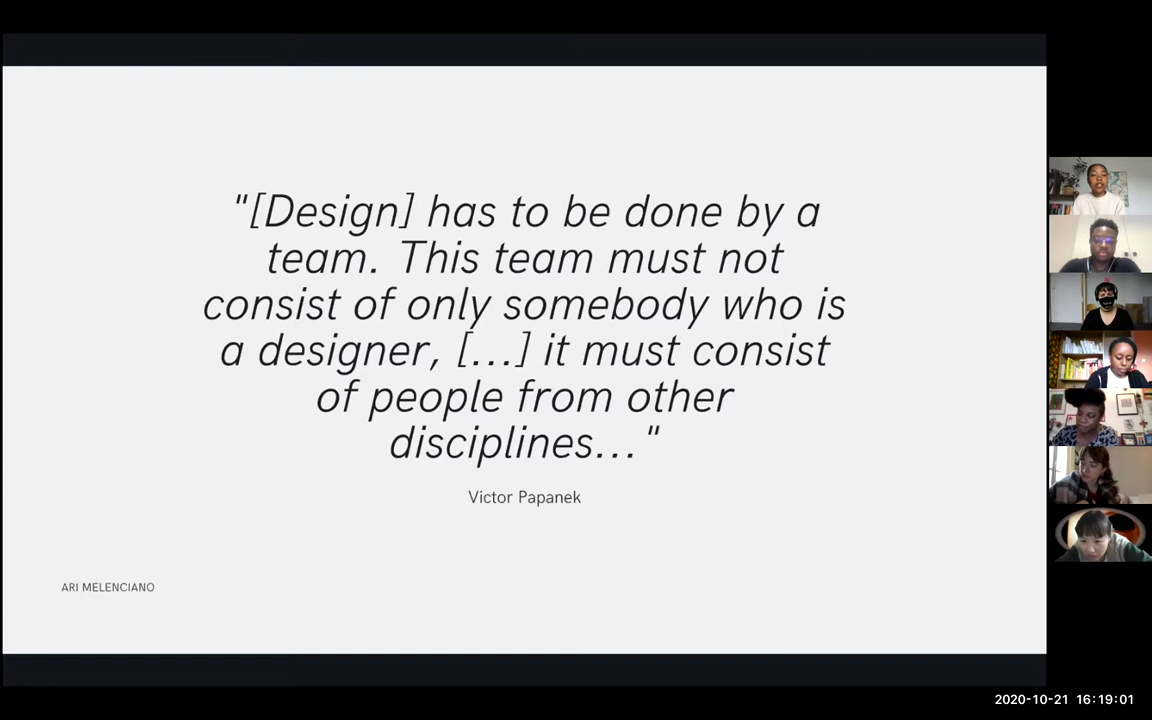 "[Design] has to be done by a
team. This team must not
consist of only somebody who is
a designer, [...] it must consist
of people from other
disciplines..."
Victor Papanek
ARI MELENCIANO
2020-10-21 16:19:01